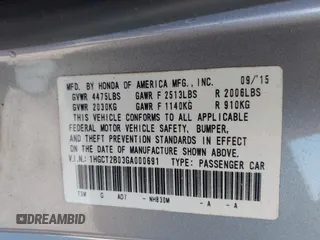 MFD. BY HONDA OF AMERICA MFG., INC. 09/15
GVWR 4475LBS GAWR F 2513LBS R 2006LBS
GVWR 2030KG GAWR F 1140KG R 910KG
THIS VEHICLE CONFORMS TO ALL APPLICABLE
FEDERAL MOTOR VEHICLE SAFETY, BUMPER,
AND THEFT PREVENTION STANDARDS IN EFFECT
ON THE DATE OF MANUFACTURE SHOWN ABOVE.
V.I.N.: 1HGCT2B03GA000691 TYPE: PASSENGER CAR
G AD7 NH830M -A -A